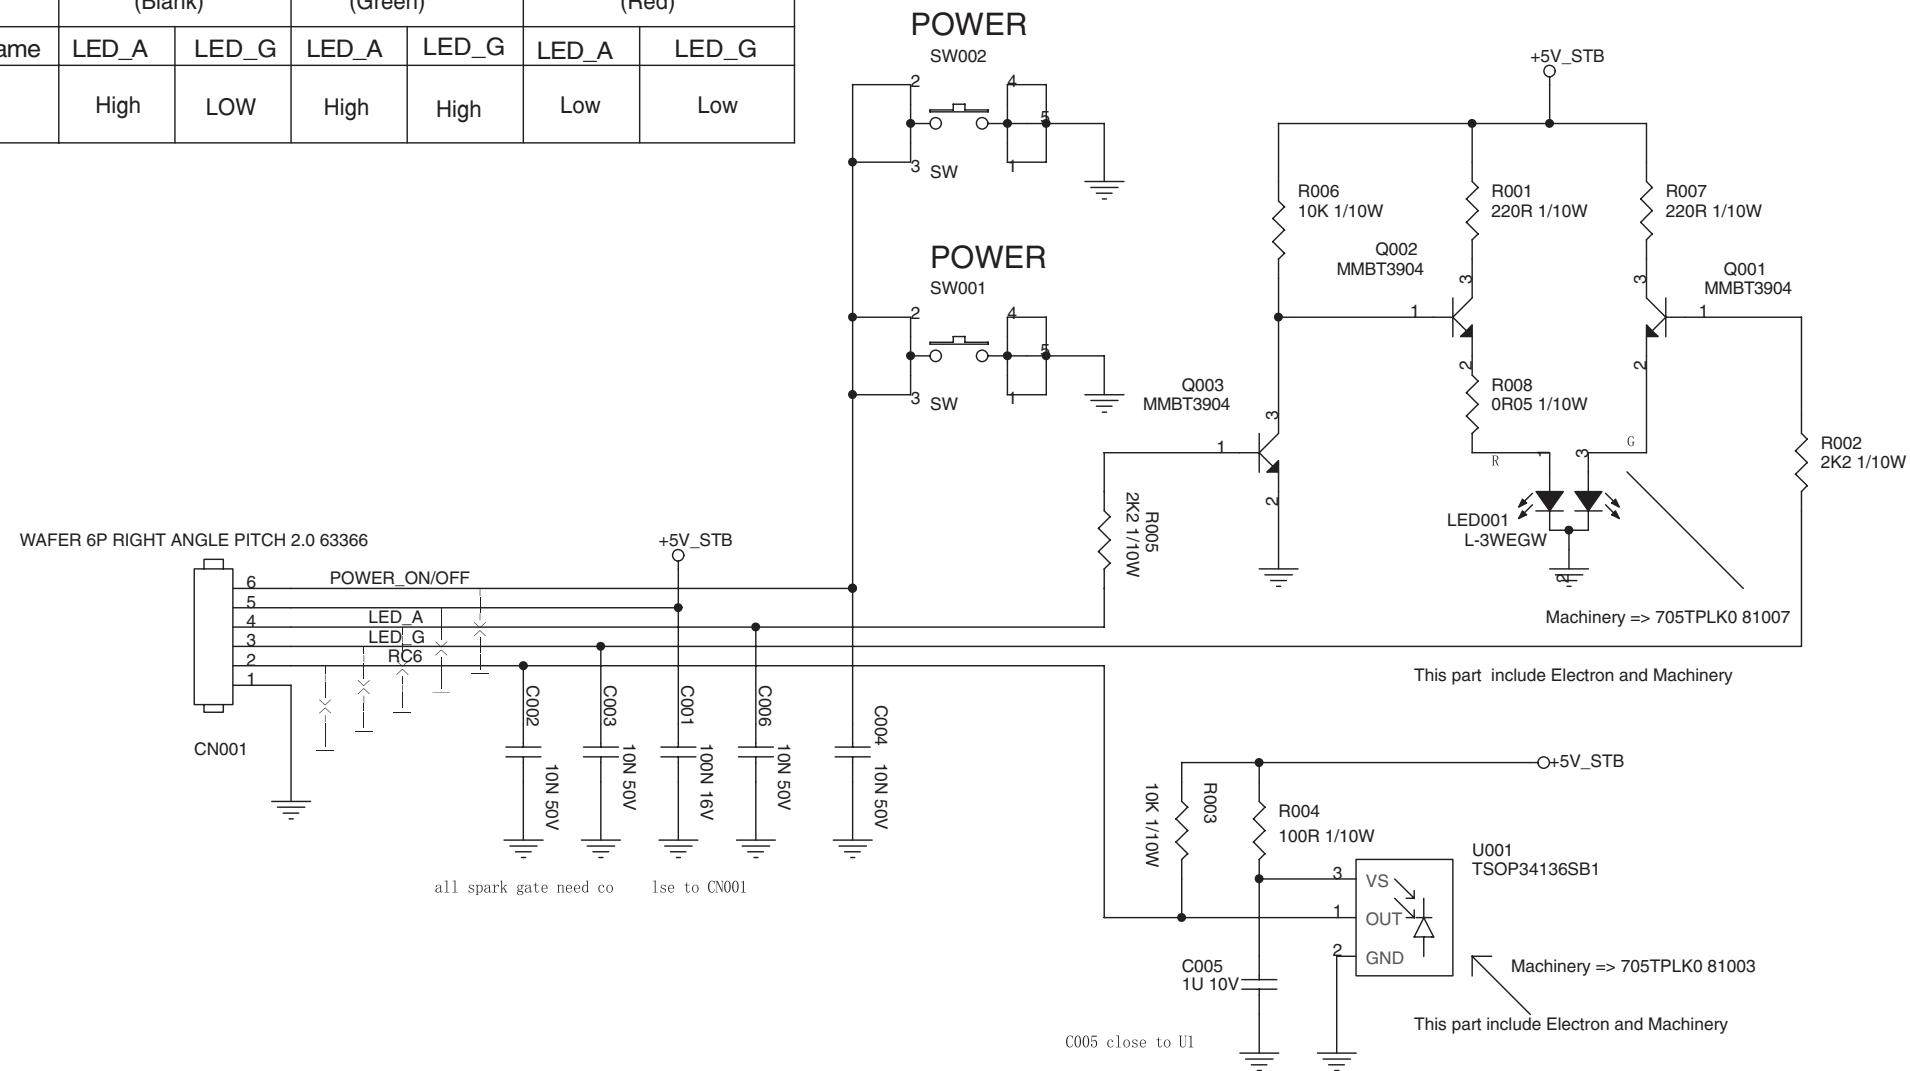 (Blank) (Green) (Red)
ame LED_A LED_G LED_A LED_G LED_A LED_G
High LOW High High Low Low
POWER
SW002
2 4
5
3 SW 1
POWER
SW001
2 4
5
3 SW 1
+5V_STB
R006
10K 1/10W
R001
220R 1/10W
R007
220R 1/10W
Q002
MMBT3904
3
1
2
Q001
MMBT3904
3
1
2
Q003
MMBT3904
3
1
2
R008
0R05 1/10W
R
1
G
3
R002
2K2 1/10W
LED001
L-3WEGW
2
R005
2K2 1/10W
Machinery => 705TPLK0 81007
This part include Electron and Machinery
WAFER 6P RIGHT ANGLE PITCH 2.0 63366
+5V_STB
6 POWER_ON/OFF
5
4 LED_A
3 LED_G
2 RC6
1
CN001
C002
10N 50V
C003
10N 50V
C001
100N 16V
C006
10N 50V
C004
10N 50V
all spark gate need co lse to CN001
+5V_STB
R003
10K 1/10W
R004
100R 1/10W
U001
TSOP34136SB1
3 VS
1 OUT
2 GND
C005
1U 10V
Machinery => 705TPLK0 81003
This part include Electron and Machinery
C005 close to U1